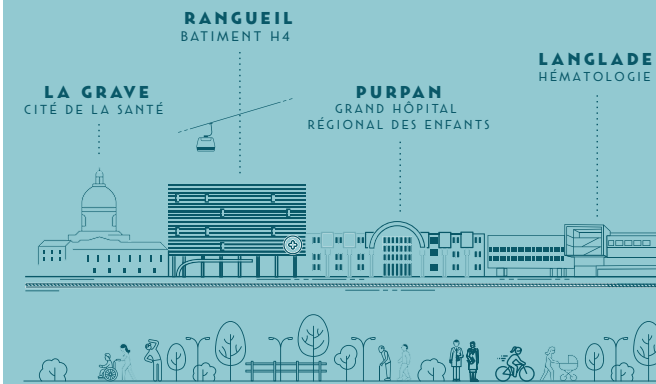 RANGUEIL
BATIMENT H4
LANGLADE
HÉMATOLOGIE
LA GRAVE
CITÉ DE LA SANTÉ
PURPAN
GRAND HÔPITAL
RÉGIONAL DES ENFANTS